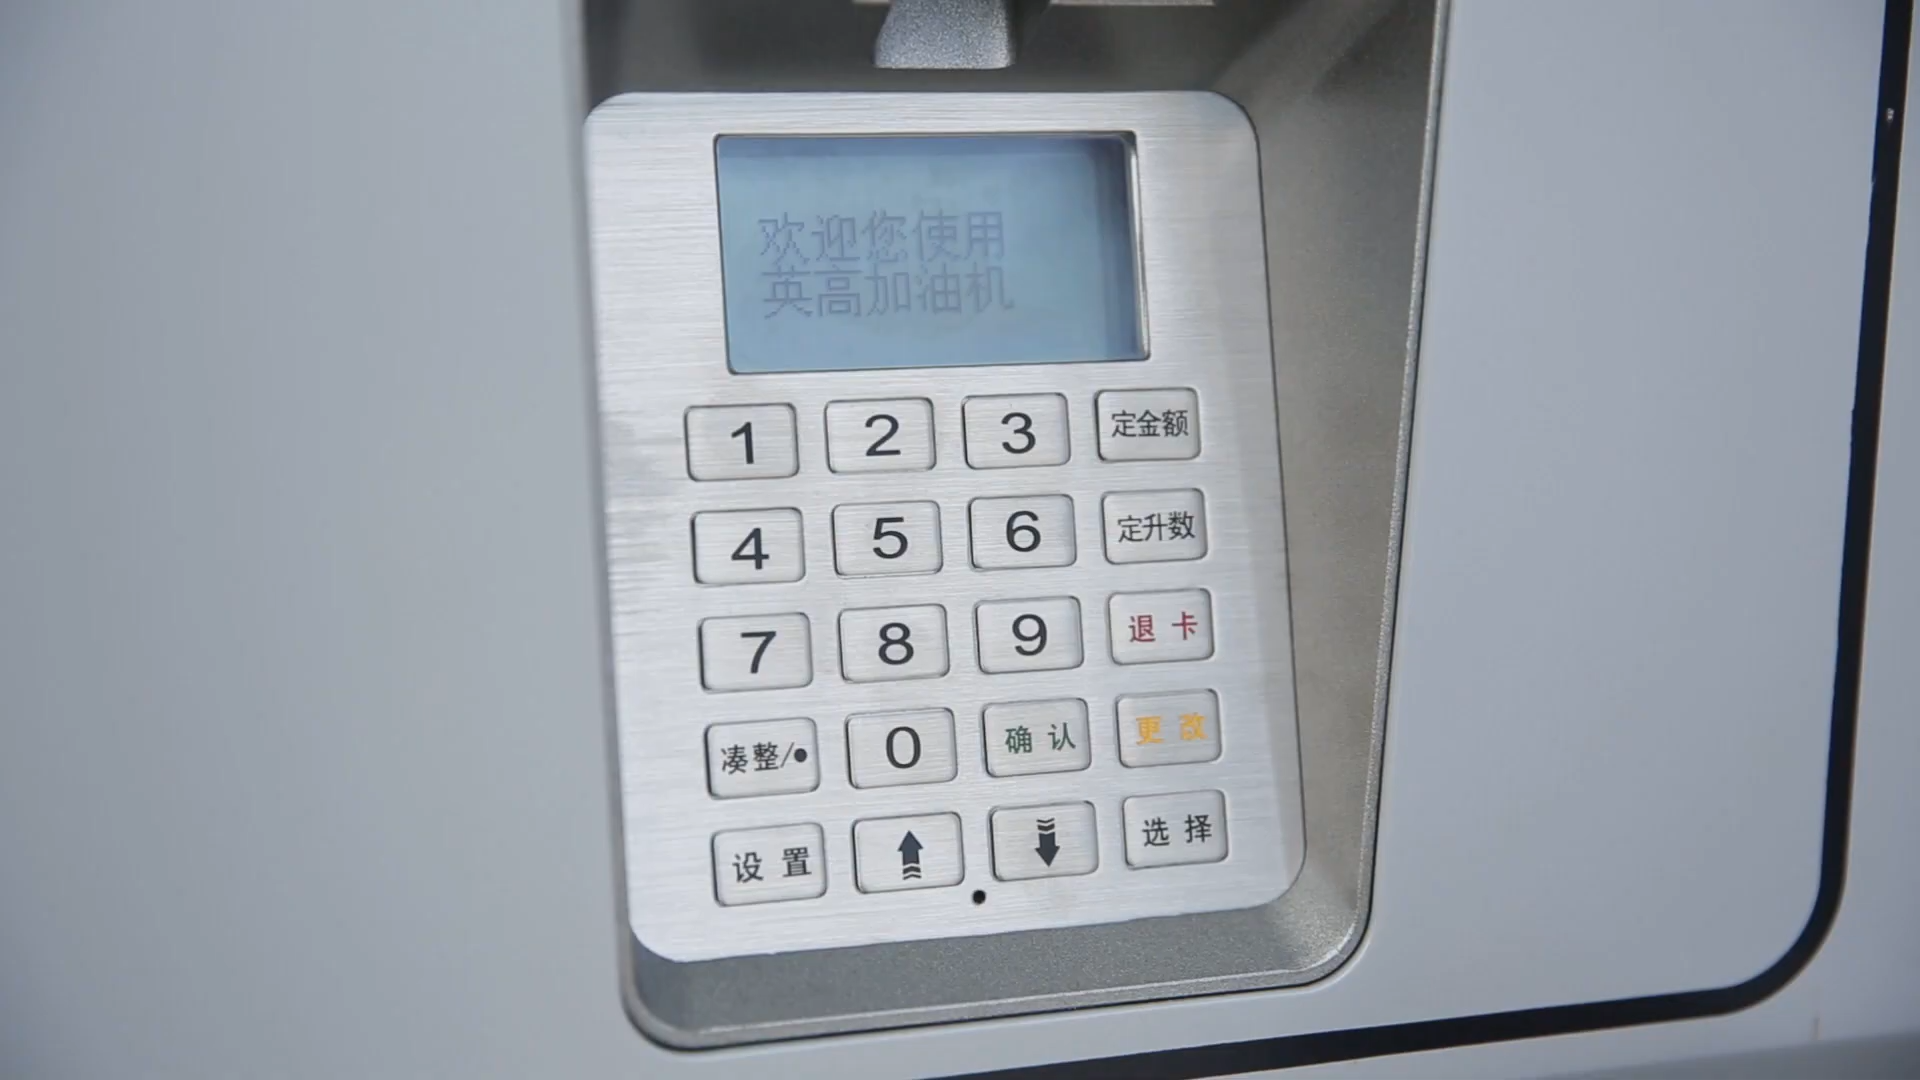 欢迎您使用
英高加油机
1 2 3 定金额
4 5 6 定升数
7 8 9 退卡
凑整/• 0 确认 更改
设置 选择